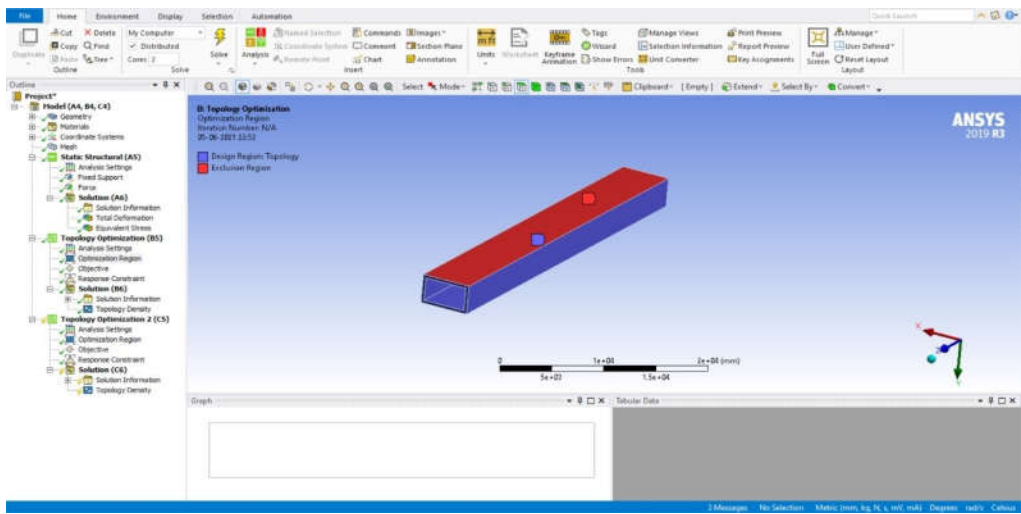 File Home Environment Display Selection Automation Quick Launch
Cut Delete My Computer Named Selection Commands Images Tags Manage Views Print Preview Manage
Copy Find Distributed Coordinate System Comment Section Plane Wizard Selection Information Report Preview User Defined
Duplicate Paste Tree Cores 2 Solve Analysis Remote Point Chart Annotation Units Worksheet Keyframe Animation Show Errors Unit Converter Key Assignments Full Screen Reset Layout
Outline Solve Insert Tools Layout
Outline
Select Mode Clipboard [Empty] Extend Select By Convert
Project*
Model (A4, B4, C4)
Geometry
Materials
Coordinate Systems
Mesh
Static Structural (A5)
Analysis Settings
Fixed Support
Force
Solution (A6)
Solution Information
Total Deformation
Equivalent Stress
Topology Optimization (B5)
Analysis Settings
Optimization Region
Objective
Response Constraint
Solution (B6)
Solution Information
Topology Density
Topology Optimization 2 (C5)
Analysis Settings
Optimization Region
Objective
Response Constraint
Solution (C6)
Solution Information
Topology Density
B: Topology Optimization
Optimization Region
Iteration Number: N/A
Design Region: Topology
Exclusion Region
ANSYS
2019 R3
0 1e+04 2e+04 (mm)
5e+03 1.5e+04
X
Z
Y
Graph
Tabular Data
2 Messages No Selection Metric (mm, kg, N, s, mV, mA) Degrees rad/s Celsius